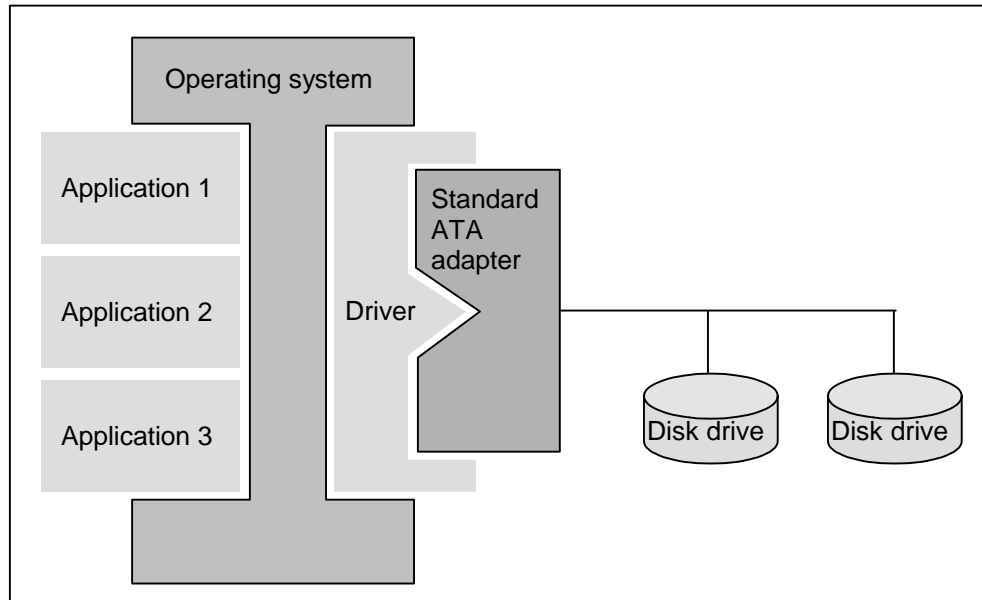 Operating system
Application 1
Application 2
Application 3
Driver
Standard
ATA
adapter
Disk drive
Disk drive